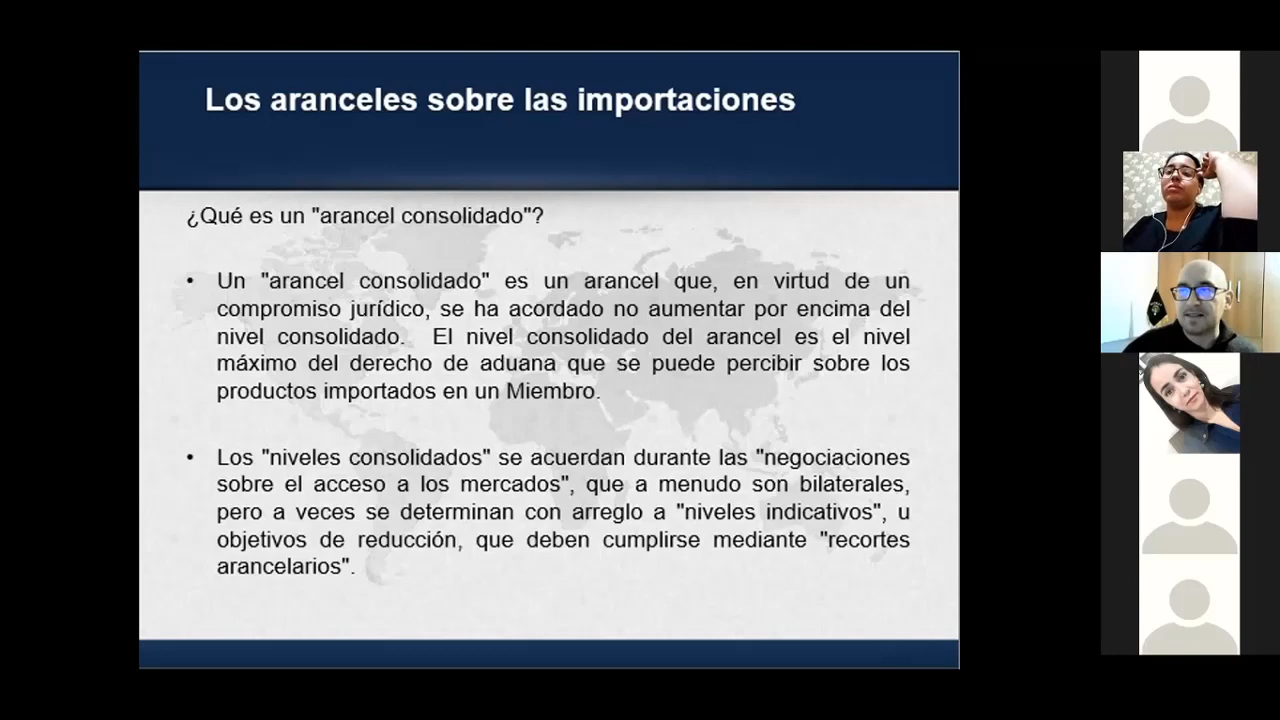 Los aranceles sobre las importaciones
¿Qué es un "arancel consolidado"?
• Un "arancel consolidado" es un arancel que, en virtud de un
compromiso jurídico, se ha acordado no aumentar por encima del
nivel consolidado.  El nivel consolidado del arancel es el nivel
máximo del derecho de aduana que se puede percibir sobre los
productos importados en un Miembro.
• Los "niveles consolidados" se acuerdan durante las "negociaciones
sobre el acceso a los mercados", que a menudo son bilaterales,
pero a veces se determinan con arreglo a "niveles indicativos", u
objetivos de reducción, que deben cumplirse mediante "recortes
arancelarios".